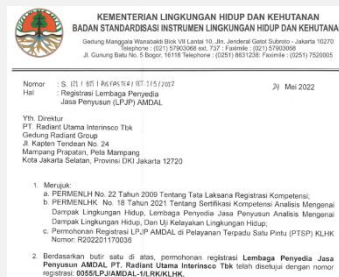 KEMENTERIAN LINGKUNGAN HIDUP DAN KEHUTANAN
BADAN STANDARDISASI INSTRUMEN LINGKUNGAN HIDUP DAN KEHUTANAN
Gedung Manggala Wanabakti Blok VII Lantai 10, Jln. Jenderal Gatot Subroto - Jakarta 10270
Telephone : (021) 57903068 ext. 737 : Faximile : (021) 57903068
Jl. Gunung Batu No. 5 Bogor, 16118 Telephone (0251) 8631238: Faximile : (0251) 7520005
Nomor : S.
Hal : Registrasi Lembaga Penyedia
Jasa Penyusun (LPJP) AMDAL
Mei 2022
Yth. Direktur
PT. Radiant Utama Interinsco Tbk
Gedung Radiant Group
Jl. Kapten Tendean No. 24
Mampang Prapatan, Pela Mampang
Kota Jakarta Selatan, Provinsi DKI Jakarta 12720
1. Merujuk:
a. PERMENLH No. 22 Tahun 2009 Tentang Tata Laksana Registrasi Kompetensi;
b. PERMENLHK No. 18 Tahun 2021 Tentang Sertifikasi Kompetensi Analisis Mengenai
Dampak Lingkungan Hidup, Lembaga Penyedia Jasa Penyusun Analisis Mengenai
Dampak Lingkungan Hidup, Dan Uji Kelayakan Lingkungan Hidup;
c. Permohonan Registrasi LPJP AMDAL di Pelayanan Terpadu Satu Pintu (PTSP) KLHK
Nomor: R202201170036
2. Berdasarkan butir satu di atas, permohonan registrasi Lembaga Penyedia Jasa
Penyusun AMDAL PT. Radiant Utama Interinsco Tbk telah disetujui dengan nomor
registrasi: 0055/LPJ/AMDAL-1/LRK/KLHK.